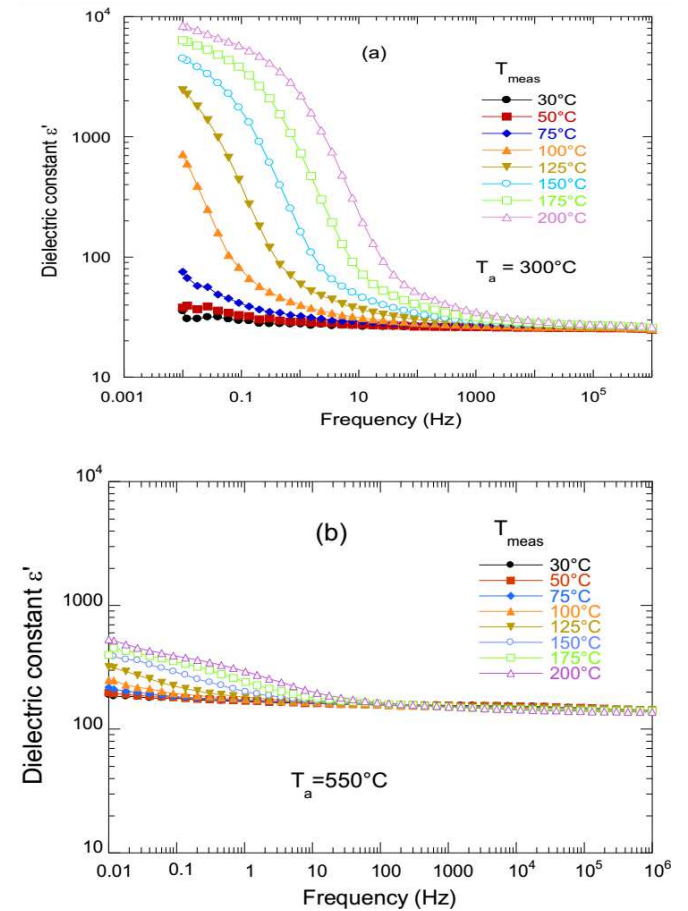 10⁴
(a)
T_meas
30°C
50°C
75°C
100°C
125°C
150°C
175°C
200°C
1000
100
10
Dielectric constant ε'
T_a = 300°C
0.001 0.1 10 1000 10⁵
Frequency (Hz)
10⁴
(b)
T_meas
30°C
50°C
75°C
100°C
125°C
150°C
175°C
200°C
1000
100
10
Dielectric constant ε'
T_a=550°C
0.01 0.1 1 10 100 1000 10⁴ 10⁵ 10⁶
Frequency (Hz)